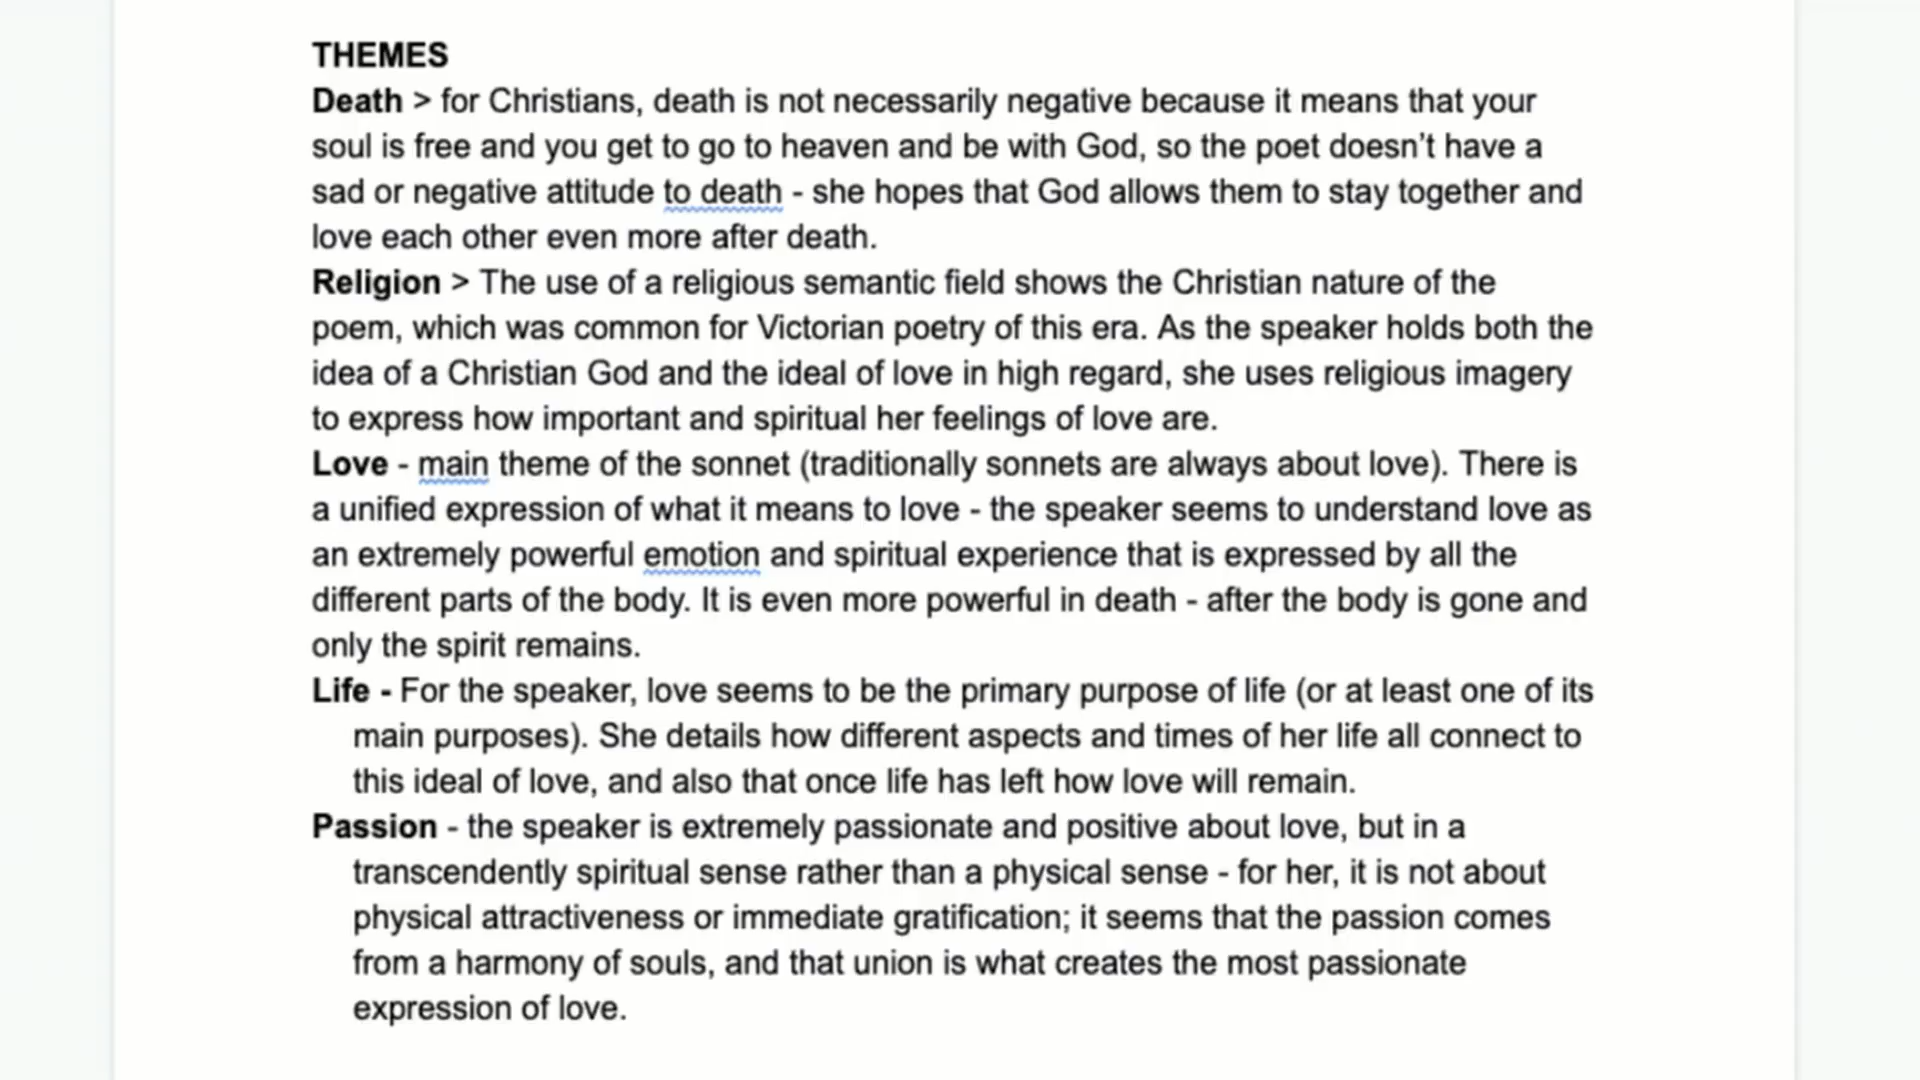 THEMES
Death > for Christians, death is not necessarily negative because it means that your
soul is free and you get to go to heaven and be with God, so the poet doesn’t have a
sad or negative attitude to death - she hopes that God allows them to stay together and
love each other even more after death.
Religion > The use of a religious semantic field shows the Christian nature of the
poem, which was common for Victorian poetry of this era. As the speaker holds both the
idea of a Christian God and the ideal of love in high regard, she uses religious imagery
to express how important and spiritual her feelings of love are.
Love - main theme of the sonnet (traditionally sonnets are always about love). There is
a unified expression of what it means to love - the speaker seems to understand love as
an extremely powerful emotion and spiritual experience that is expressed by all the
different parts of the body. It is even more powerful in death - after the body is gone and
only the spirit remains.
Life - For the speaker, love seems to be the primary purpose of life (or at least one of its
main purposes). She details how different aspects and times of her life all connect to
this ideal of love, and also that once life has left how love will remain.
Passion - the speaker is extremely passionate and positive about love, but in a
transcendently spiritual sense rather than a physical sense - for her, it is not about
physical attractiveness or immediate gratification; it seems that the passion comes
from a harmony of souls, and that union is what creates the most passionate
expression of love.